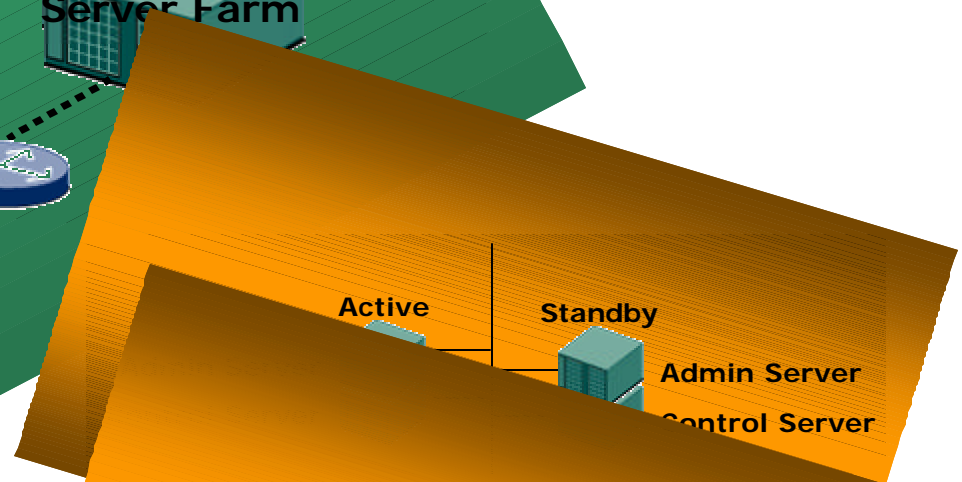 Server Farm
Active
Standby
Admin Server
Control Server